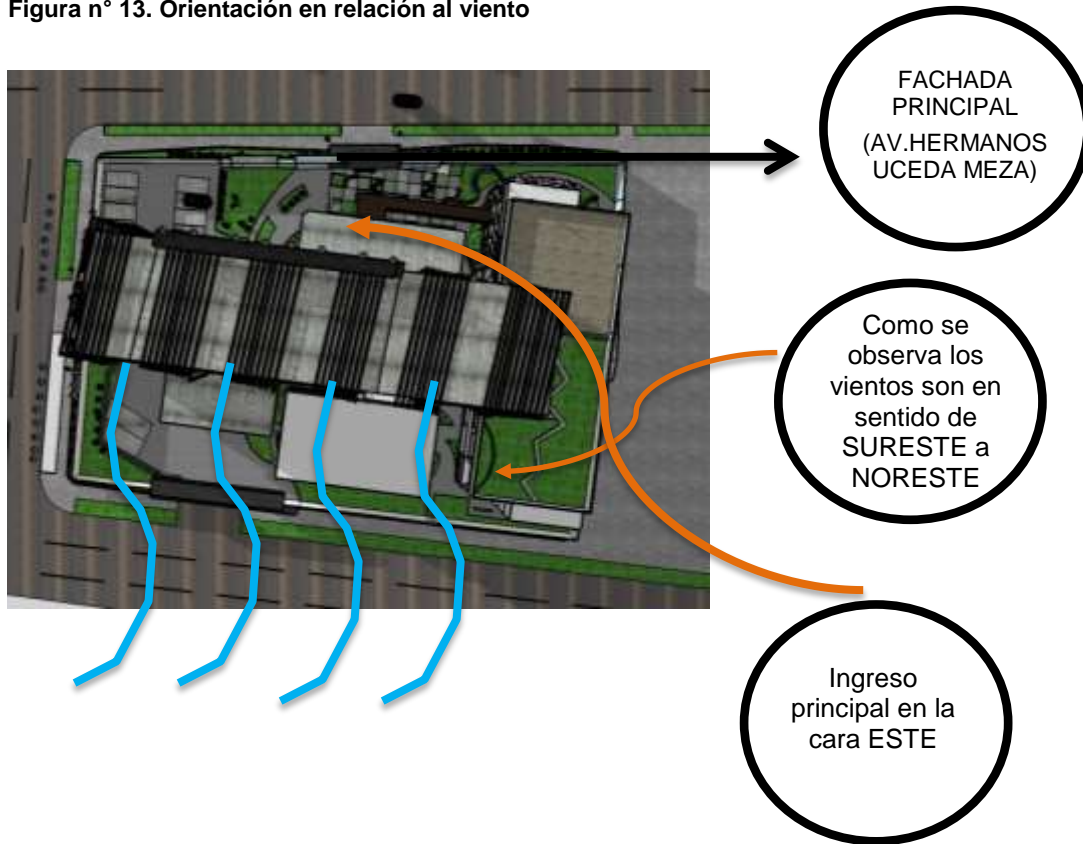 Figura n° 13. Orientación en relación al viento
FACHADA
PRINCIPAL
(AV.HERMANOS
UCEDA MEZA)
Como se
observa los
vientos son en
sentido de
SURESTE a
NORESTE
Ingreso
principal en la
cara ESTE